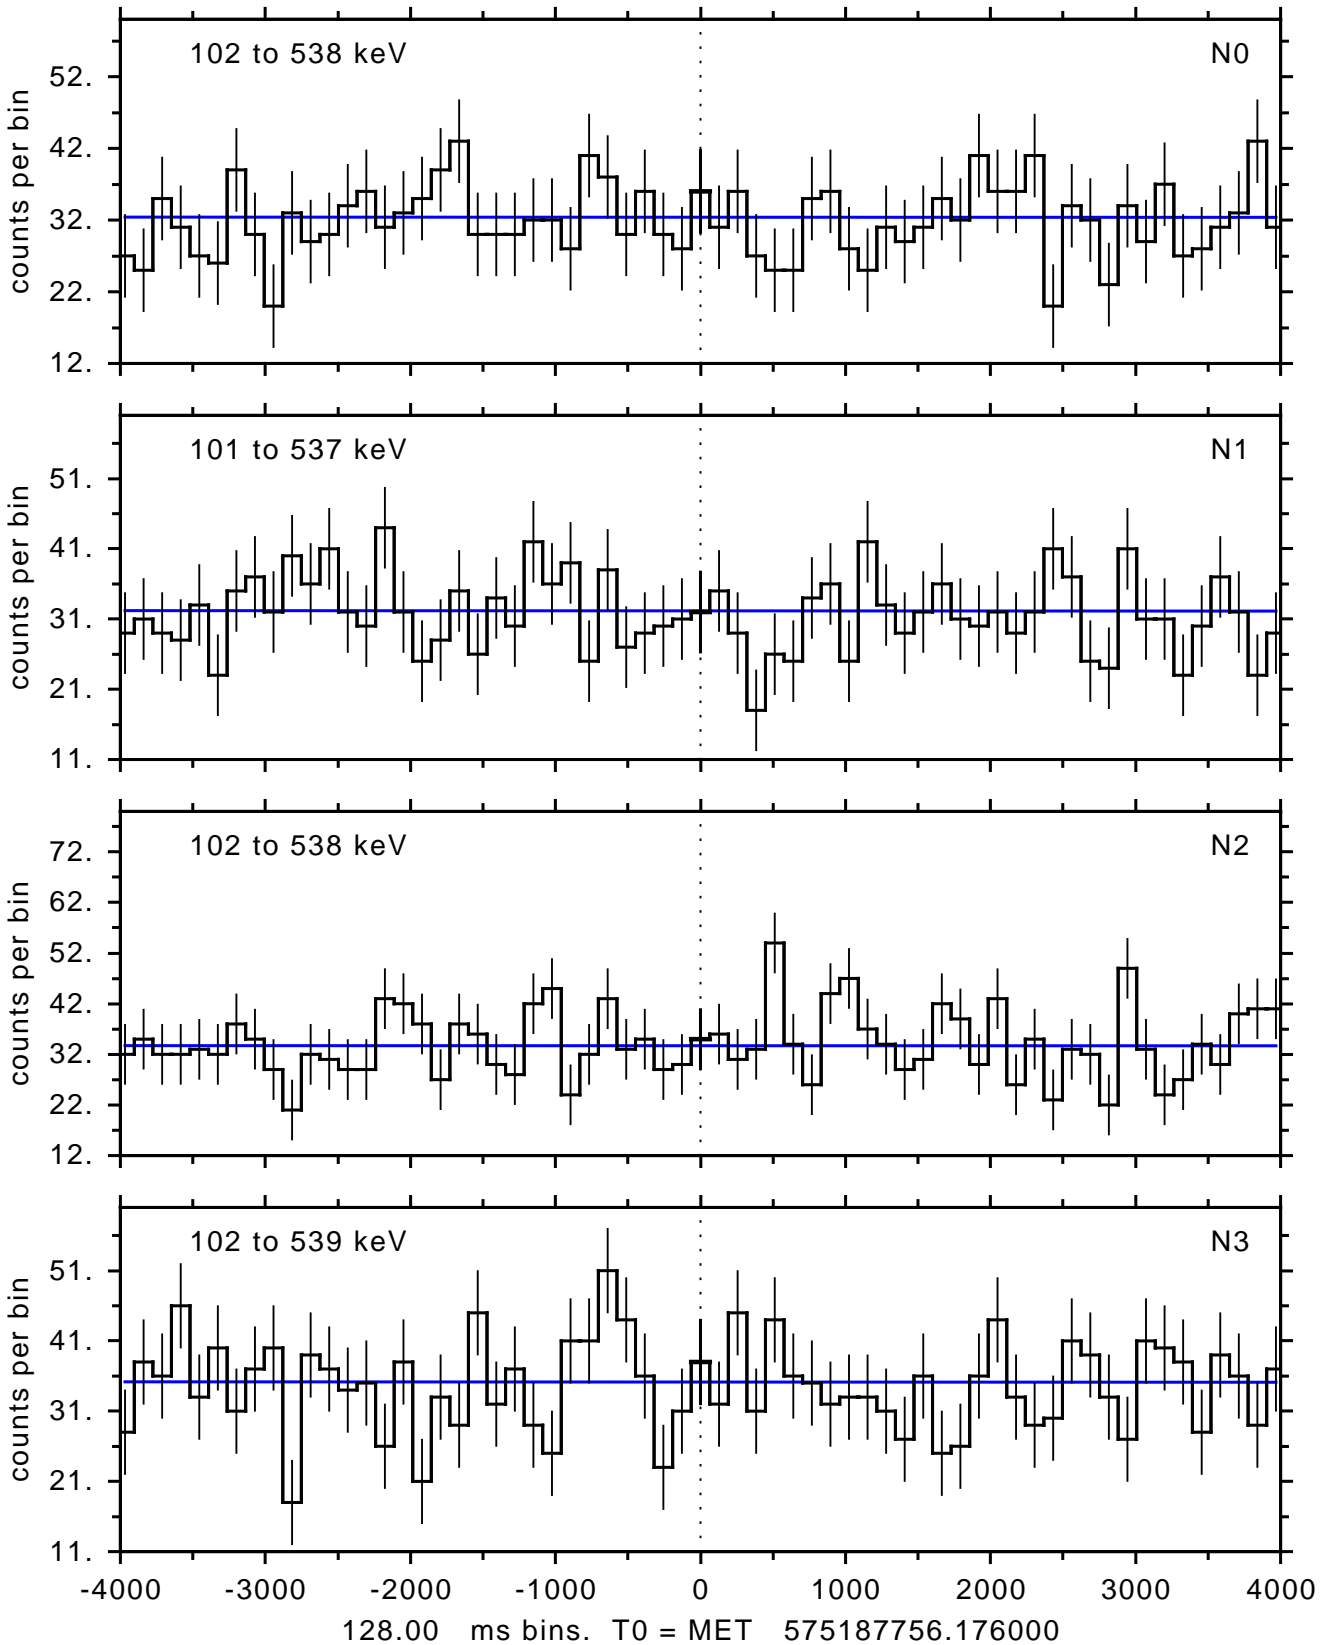 102 to 538 keV N0
52.
42.
32.
22.
12.
counts per bin
101 to 537 keV N1
51.
41.
31.
21.
11.
counts per bin
102 to 538 keV N2
72.
62.
52.
42.
32.
22.
12.
counts per bin
102 to 539 keV N3
51.
41.
31.
21.
11.
counts per bin
-4000 -3000 -2000 -1000 0 1000 2000 3000 4000
128.00 ms bins. T0 = MET 575187756.176000